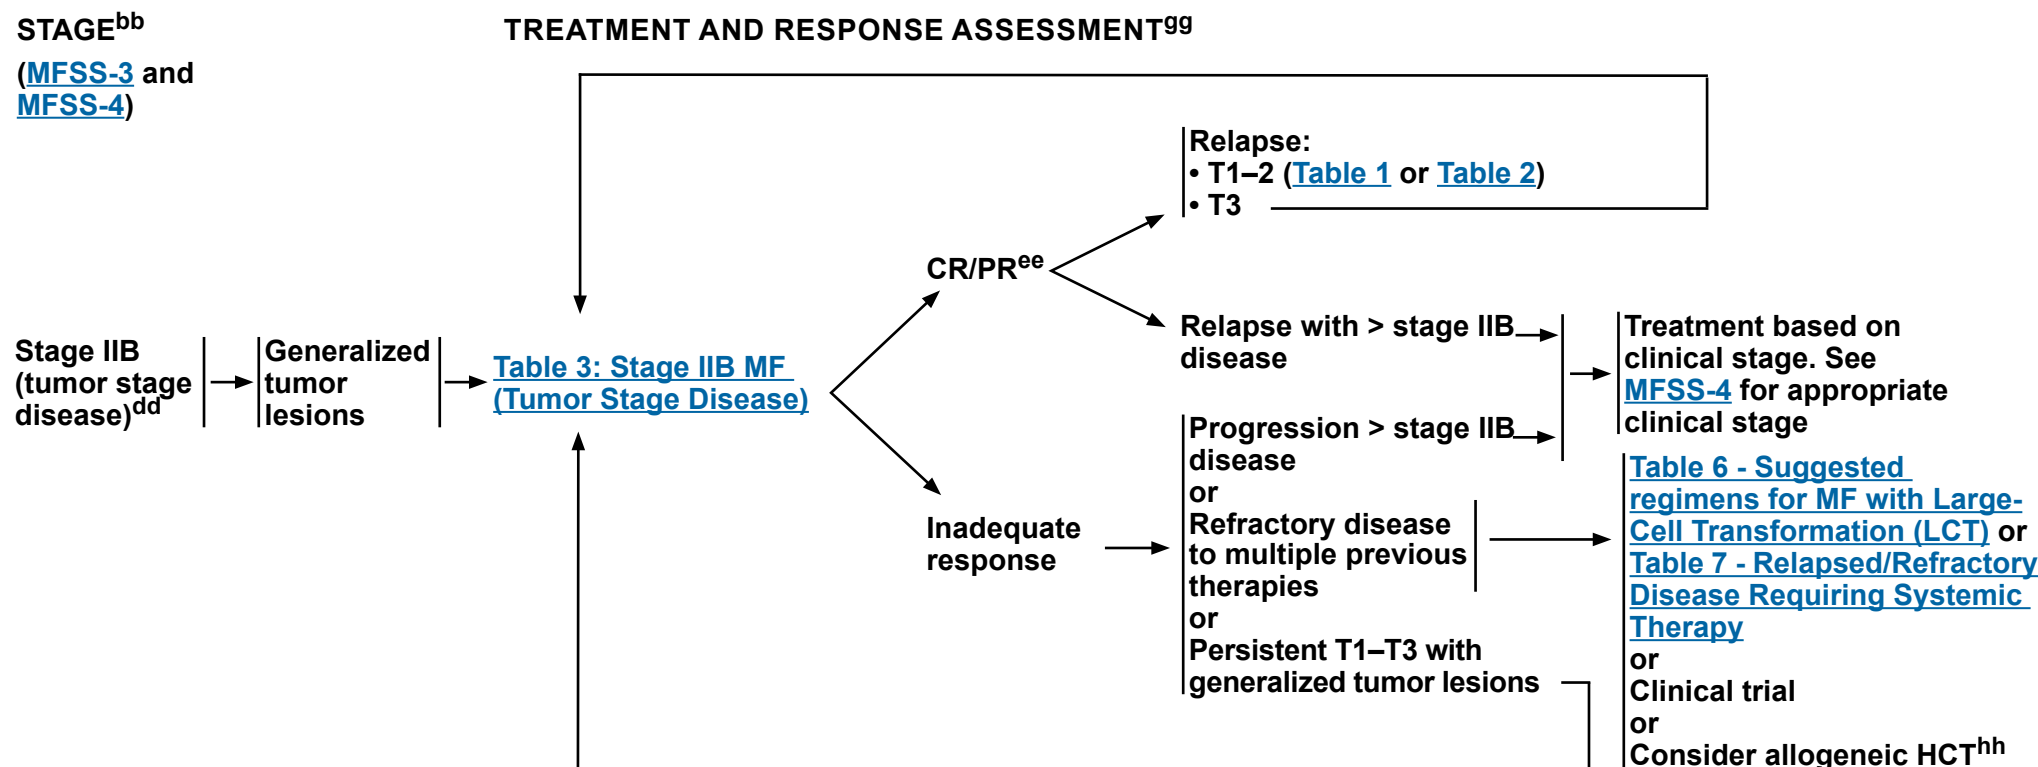 STAGEbb
(MFSS-3 and
MFSS-4)
TREATMENT AND RESPONSE ASSESSMENTgg
Stage IIB
(tumor stage
disease)dd
Generalized
tumor
lesions
Table 3: Stage IIB MF
(Tumor Stage Disease)
CR/PRee
Relapse:
• T1–2 (Table 1 or Table 2)
• T3
Relapse with > stage IIB
disease
Inadequate
response
Progression > stage IIB
disease
or
Refractory disease
to multiple previous
therapies
or
Persistent T1–T3 with
generalized tumor lesions
Treatment based on
clinical stage. See
MFSS-4 for appropriate
clinical stage
Table 6 - Suggested
regimens for MF with Large-
Cell Transformation (LCT) or
Table 7 - Relapsed/Refractory
Disease Requiring Systemic
Therapy
or
Clinical trial
or
Consider allogeneic HCThh